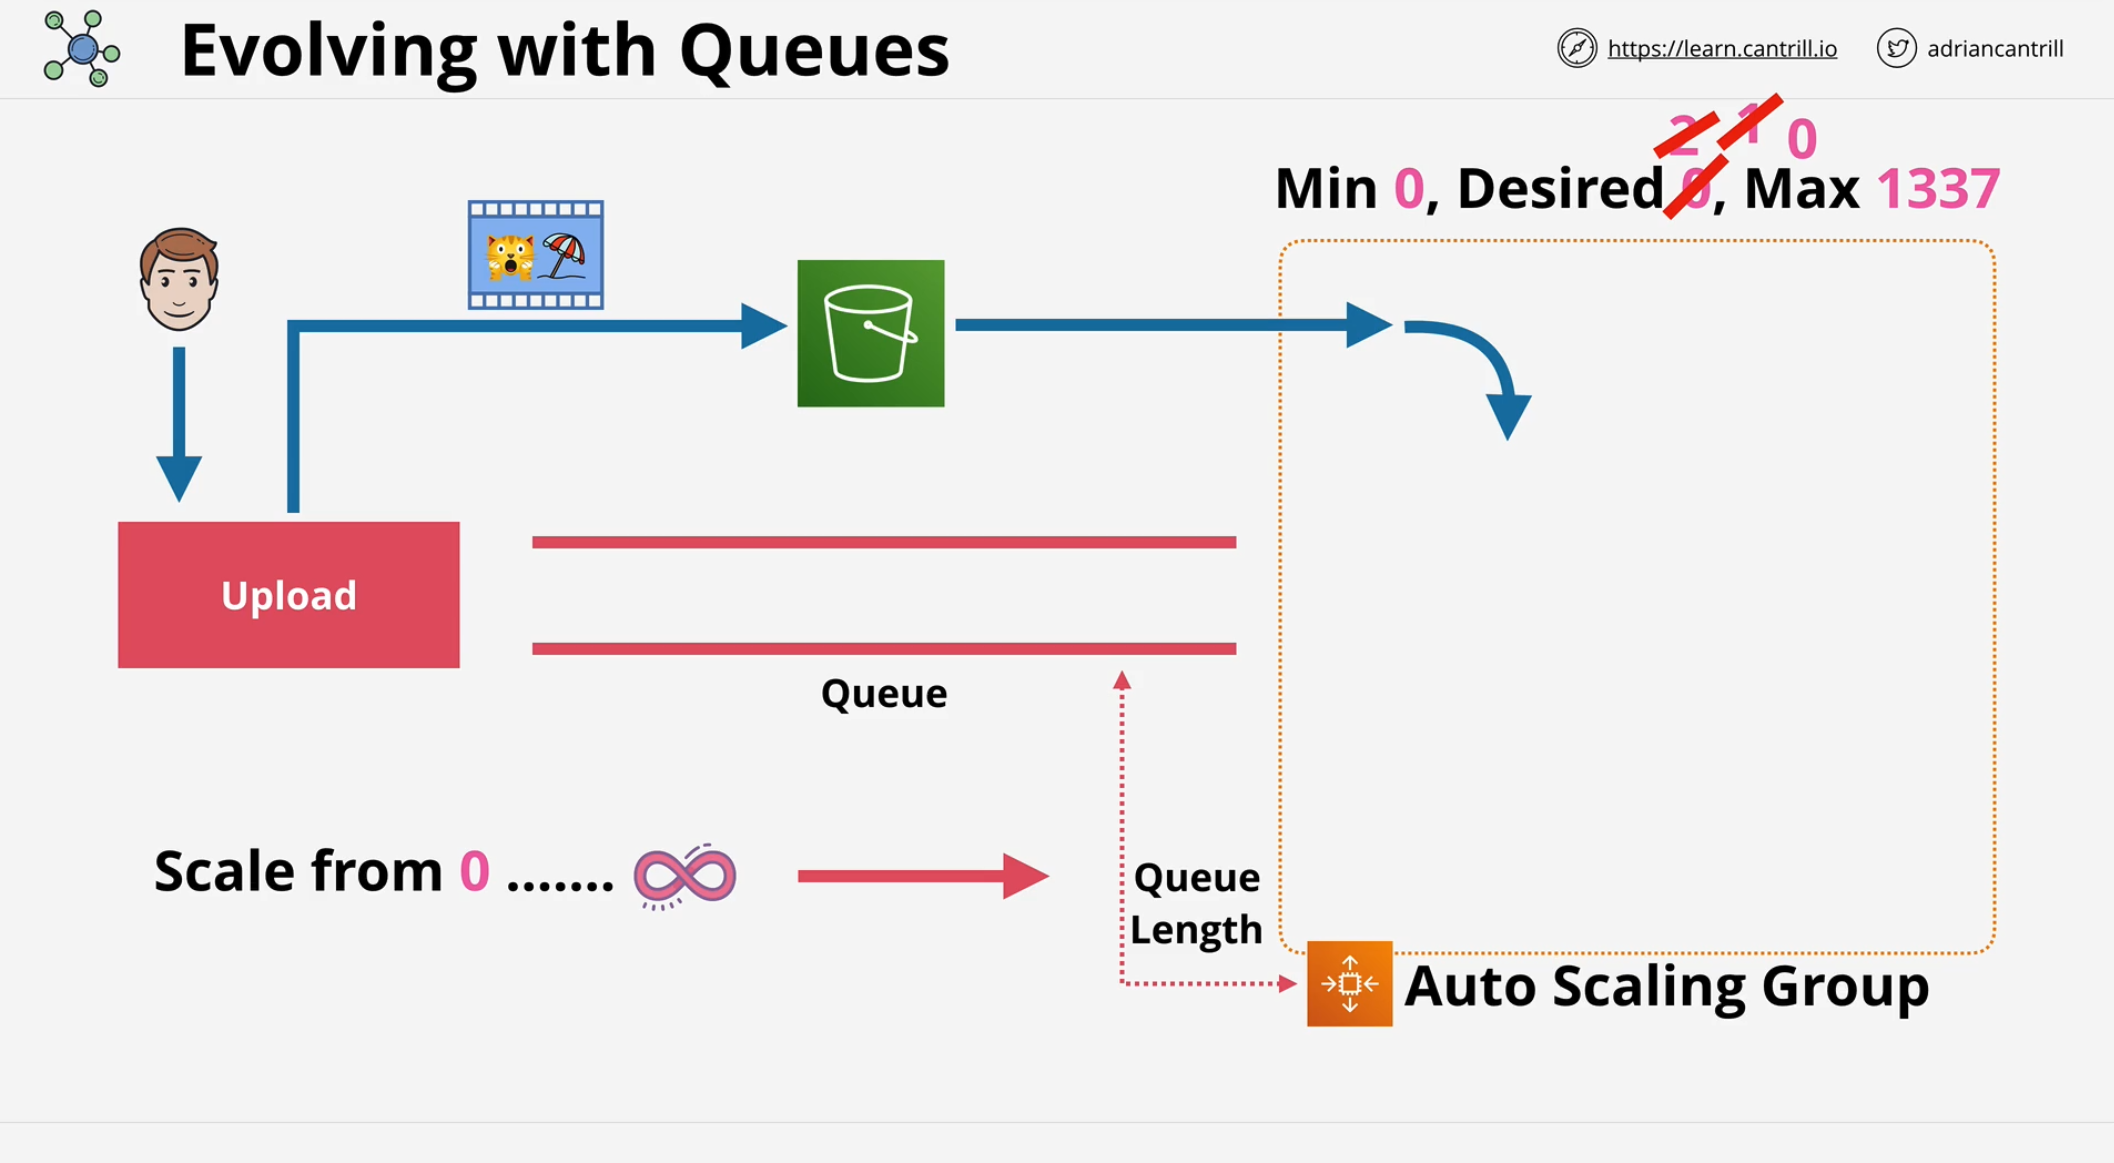 Evolving with Queues
https://learn.cantrill.io
adriancantrill
2 1 0
Min 0, Desired 0, Max 1337
Upload
Queue
Scale from 0 .......
Queue
Length
Auto Scaling Group